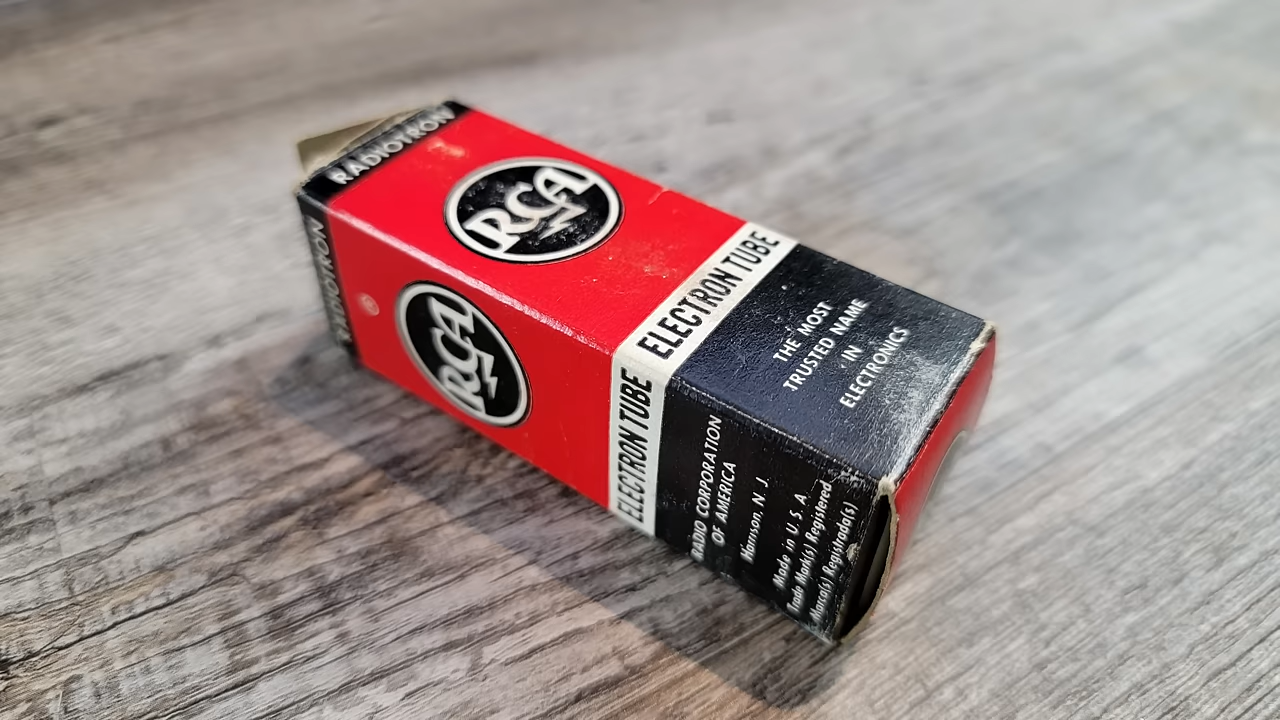 RADIOTRON
RCA
ELECTRON TUBE
THE MOST
TRUSTED NAME
IN
ELECTRONICS
RADIOTRON
RCA
ELECTRON TUBE
RADIO CORPORATION
OF AMERICA
Harrison, N J.
Made in U. S. A
Trade Mark(s) Registered
Marca(s) Registrada(s)